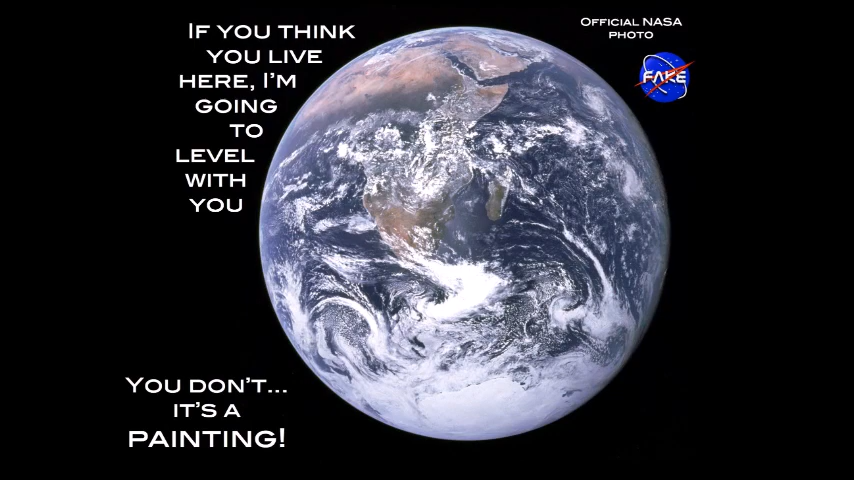 If you think
you live
here, I'm
going
to
level
with
you
Official NASA
photo
FAKE
You don't...
it's a
painting!